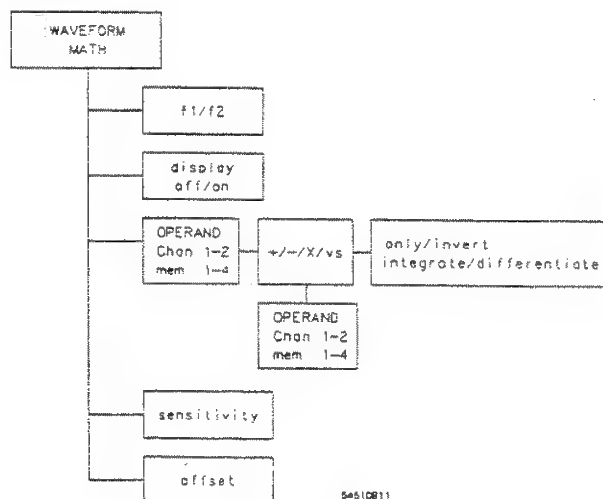 WAVEFORM
MATH
f1/f2
display
off/on
OPERAND
Chan 1-2
mem 1-4
+/-/X/vs
only/invert
integrate/differentiate
OPERAND
Chan 1-2
mem 1-4
sensitivity
offset